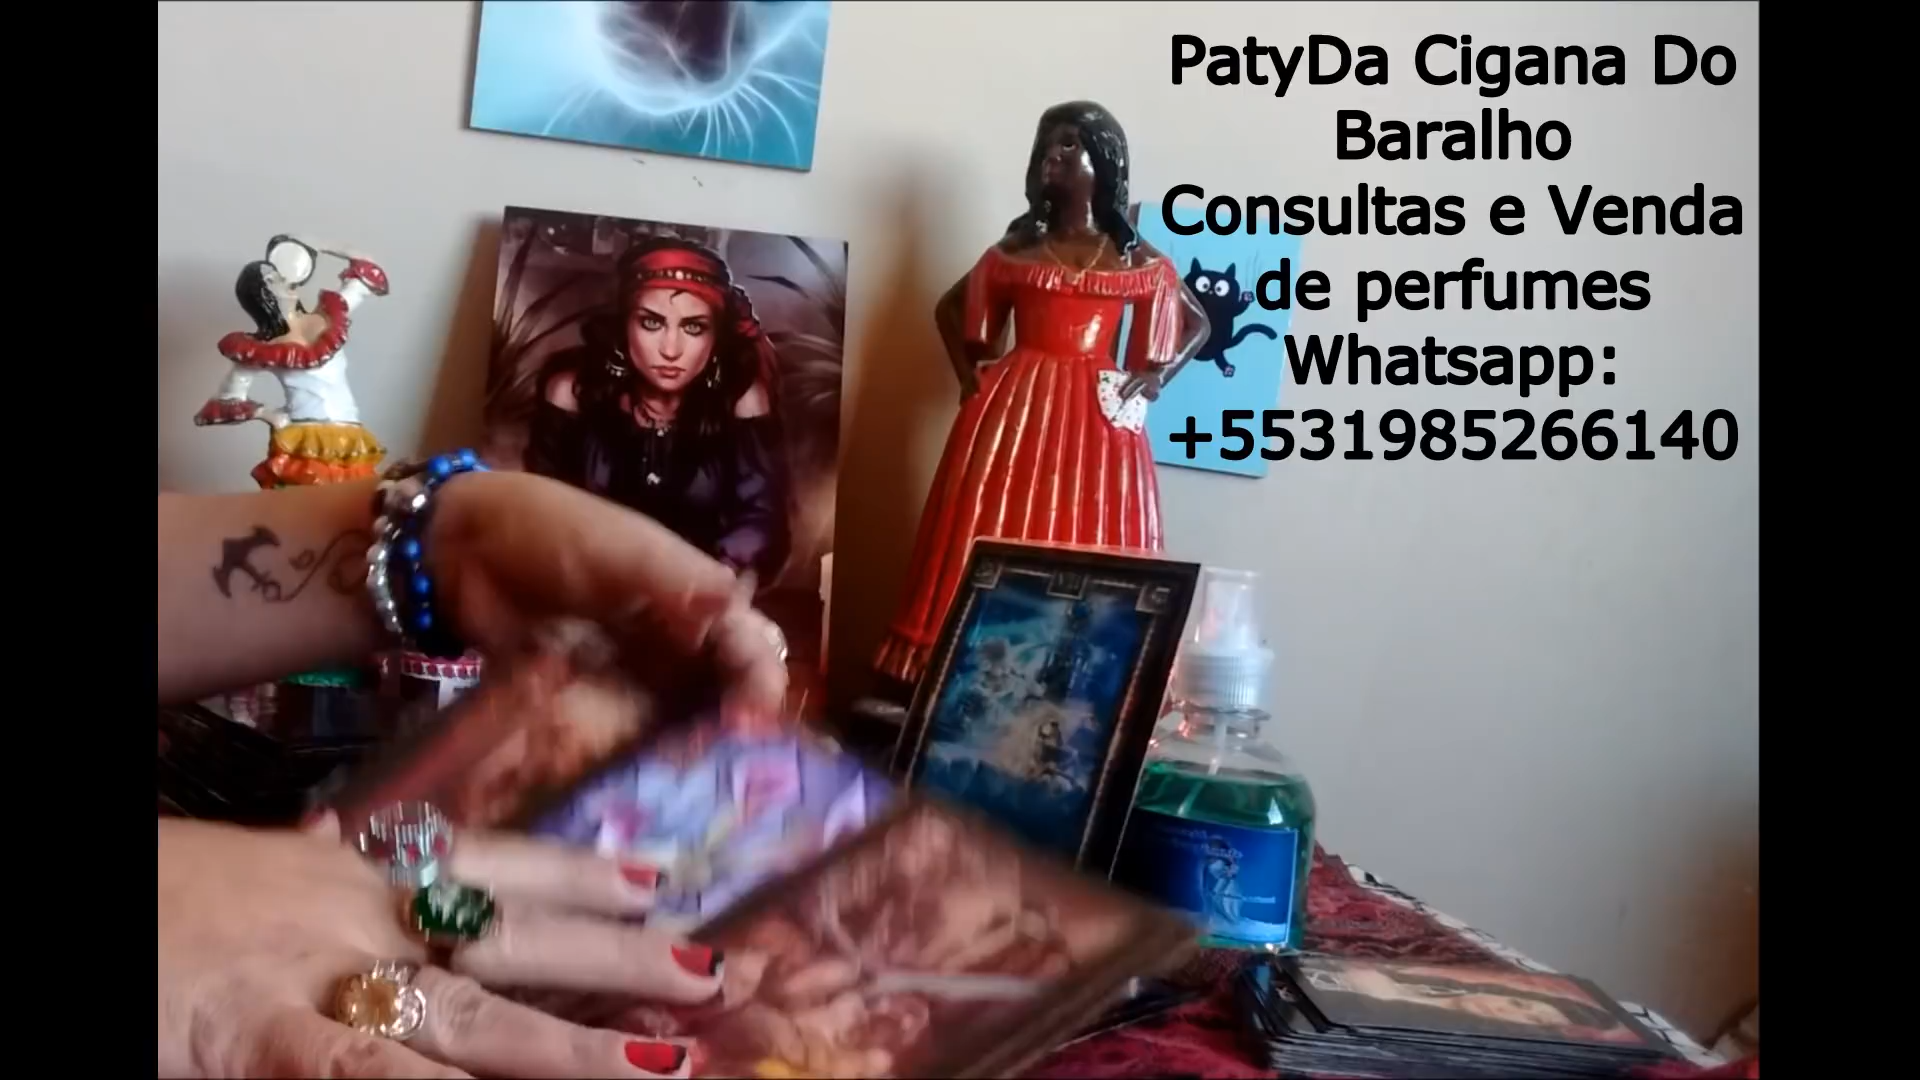 PatyDa Cigana Do
Baralho
Consultas e Venda
de perfumes
Whatsapp:
+5531985266140